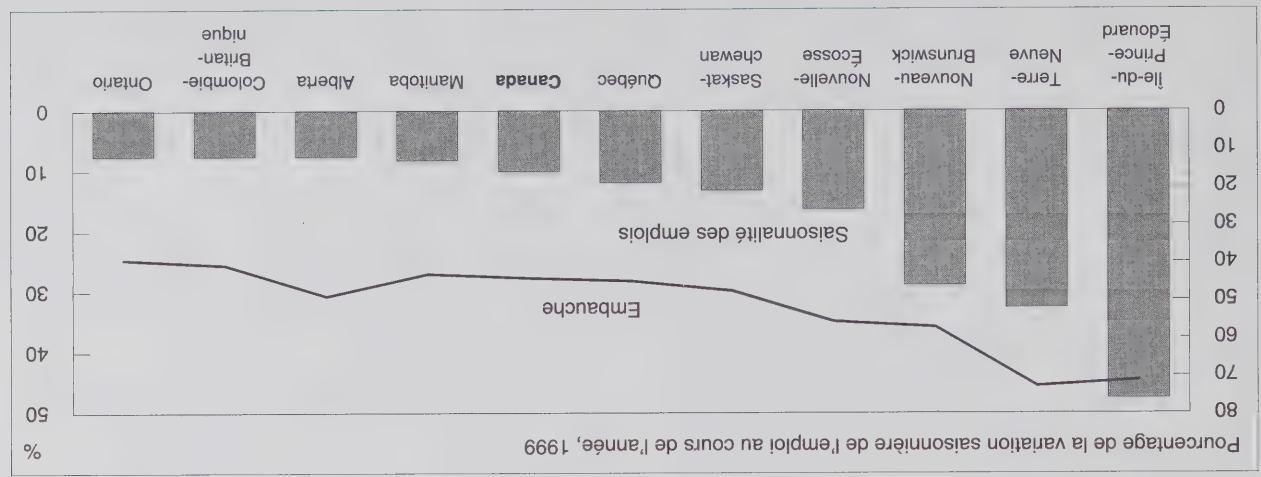 Pourcentage de la variation saisonnière de l'emploi au cours de l'année, 1999
%
80
70
60
50
40
30
20
10
0
50
40
30
20
10
0
Embauche
Saisonnalité des emplois
Île-du-
Prince-
Édouard
Terre-
Neuve
Nouveau-
Brunswick
Nouvelle-
Écosse
Saskat-
chewan
Québec
Canada
Manitoba
Alberta
Colombie-
Britan-
nique
Ontario